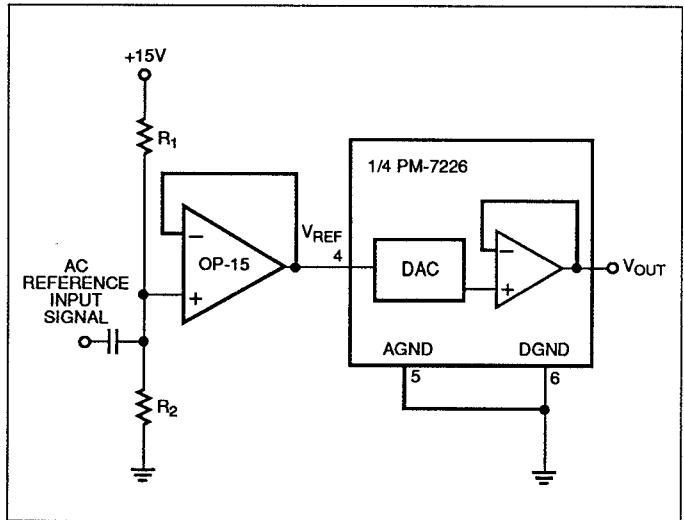 +15V
R1
1/4 PM-7226
VREF
4
−
OP-15
+
DAC
−
+
VOUT
AC
REFERENCE
INPUT
SIGNAL
AGND
DGND
5
6
R2